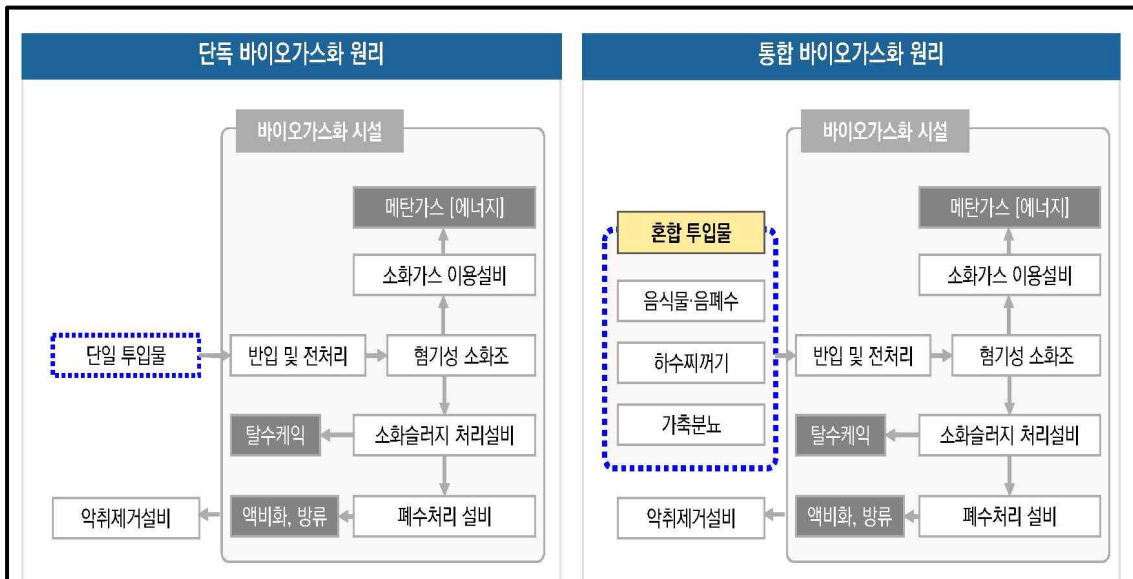 단독 바이오가스화 원리
바이오가스화 시설
메탄가스 [에너지]
소화가스 이용설비
단일 투입물
반입 및 전처리
혐기성 소화조
탈수케익
소화슬러지 처리설비
악취제거설비
액비화, 방류
폐수처리 설비
통합 바이오가스화 원리
바이오가스화 시설
메탄가스 [에너지]
혼합 투입물
소화가스 이용설비
음식물·음폐수
하수찌꺼기
가축분뇨
반입 및 전처리
혐기성 소화조
탈수케익
소화슬러지 처리설비
악취제거설비
액비화, 방류
폐수처리 설비